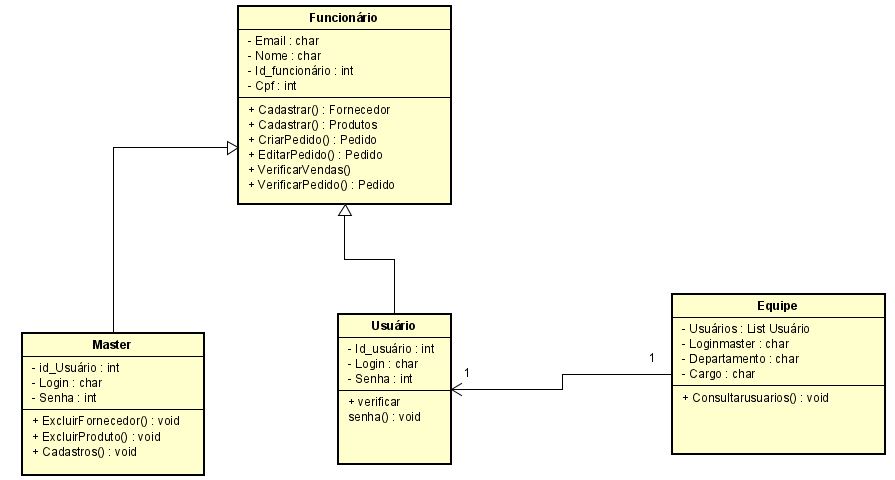 Funcionário
- Email : char
- Nome : char
- Id_funcionário : int
- Cpf : int
+ Cadastrar() : Fornecedor
+ Cadastrar() : Produtos
+ CriarPedido() : Pedido
+ EditarPedido() : Pedido
+ VerificarVendas()
+ VerificarPedido() : Pedido
Master
- id_Usuário : int
- Login : char
- Senha : int
+ ExcluirFornecedor() : void
+ ExcluirProduto() : void
+ Cadastros() : void
Usuário
- Id_usuário : int
- Login : char
- Senha : int
+ verificar
senha() : void
1
1
Equipe
- Usuários : List Usuário
- Loginmaster : char
- Departamento : char
- Cargo : char
+ Consultarusuarios() : void